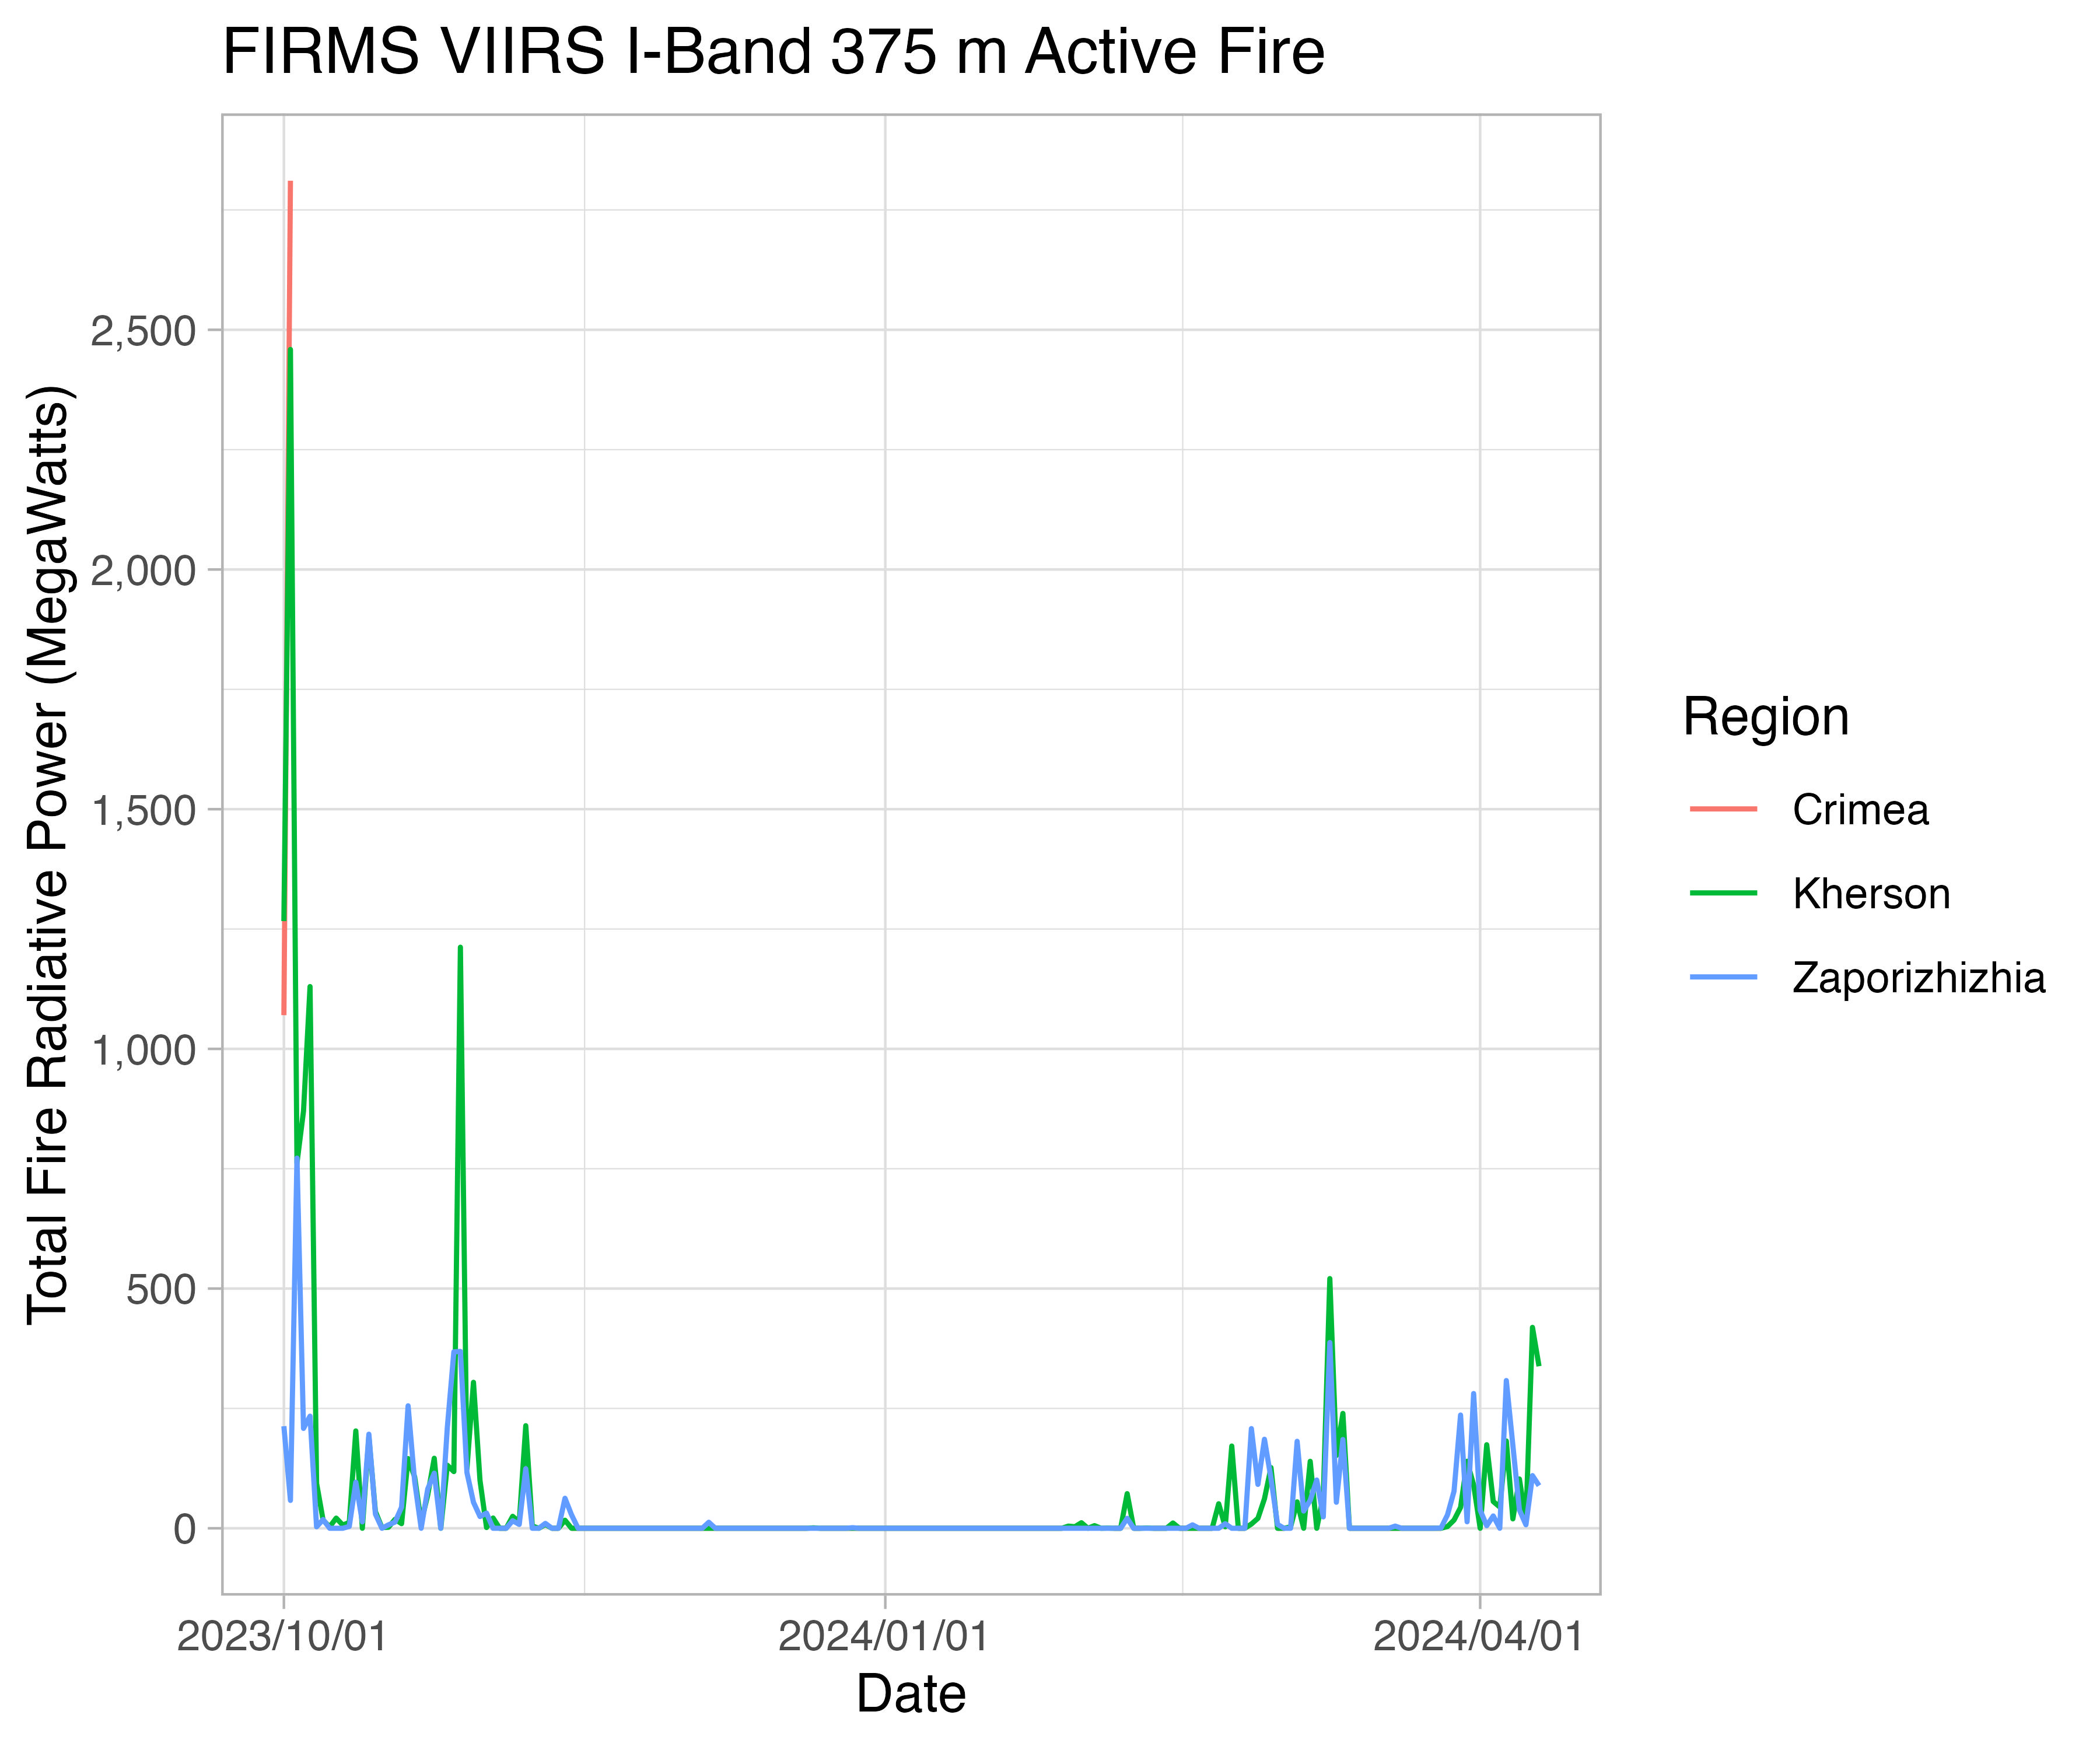 FIRMS VIIRS I-Band 375 m Active Fire
Total Fire Radiative Power (MegaWatts)
2,500
2,000
1,500
1,000
500
0
2023/10/01
2024/01/01
2024/04/01
Date
Region
Crimea
Kherson
Zaporizhizhia